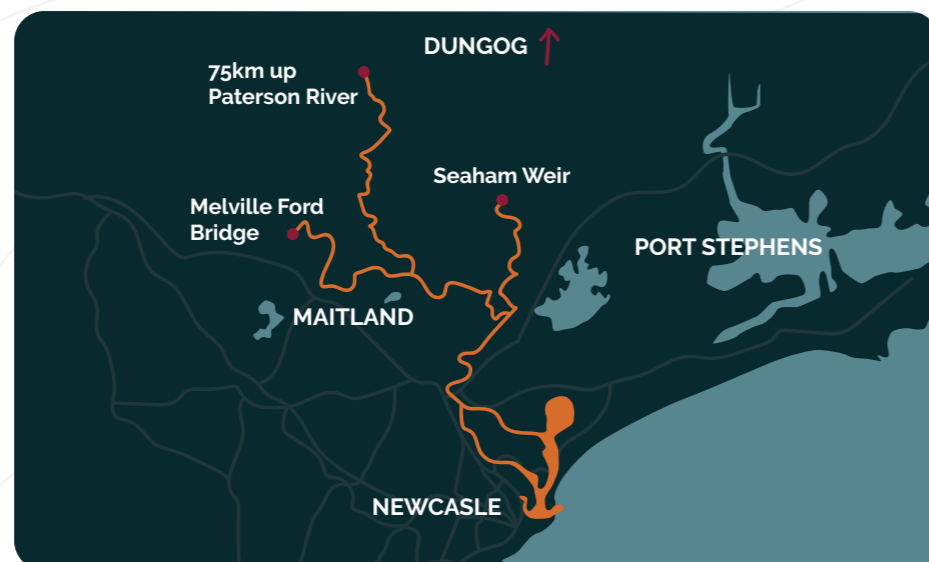 DUNGOG
75km up
Paterson River
Seaham Weir
Melville Ford
Bridge
PORT STEPHENS
MAITLAND
NEWCASLE